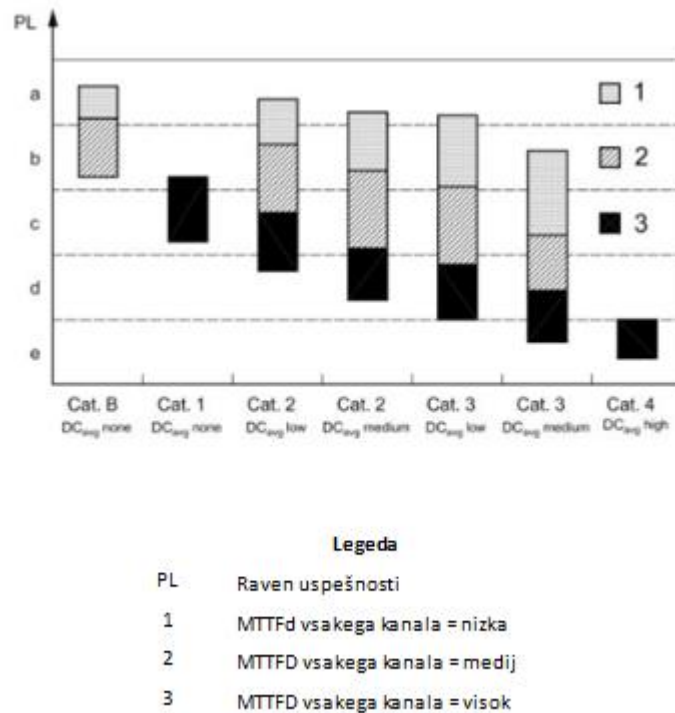 PL
a
1
b
2
c
3
d
e
Cat. B
DCavg none
Cat. 1
DCavg none
Cat. 2
DCavg low
Cat. 2
DCavg medium
Cat. 3
DCavg low
Cat. 3
DCavg medium
Cat. 4
DCavg high
Legeda
PL Raven uspešnosti
1 MTTFd vsakega kanala = nizka
2 MTTFD vsakega kanala = medij
3 MTTFD vsakega kanala = visok